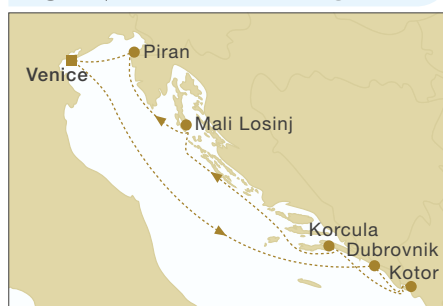 Piran
Venice
Mali Losinj
Korcula
Dubrovnik
Kotor